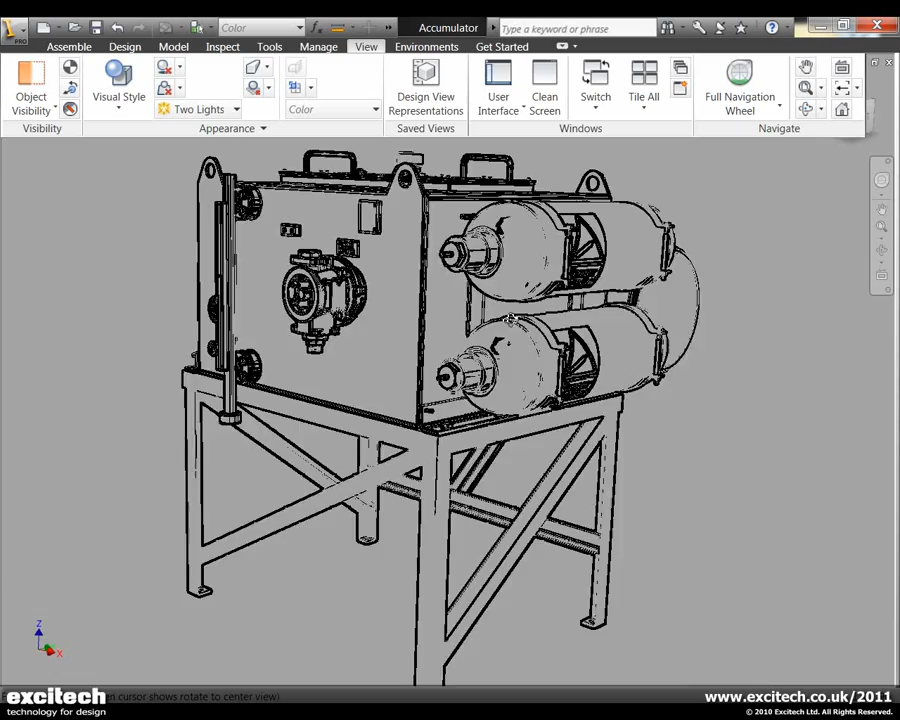 PRO
Color
Accumulator
Type a keyword or phrase
Assemble Design Model Inspect Tools Manage View Environments Get Started
Object Visibility
Visual Style
Two Lights
Color
Design View Representations
User Interface
Clean Screen
Switch
Tile All
Full Navigation Wheel
Visibility
Appearance
Saved Views
Windows
Navigate
Z
X
en cursor shows rotate to center view)
excitech
technology for design
www.excitech.co.uk/2011
© 2010 Excitech Ltd. All Rights Reserved.